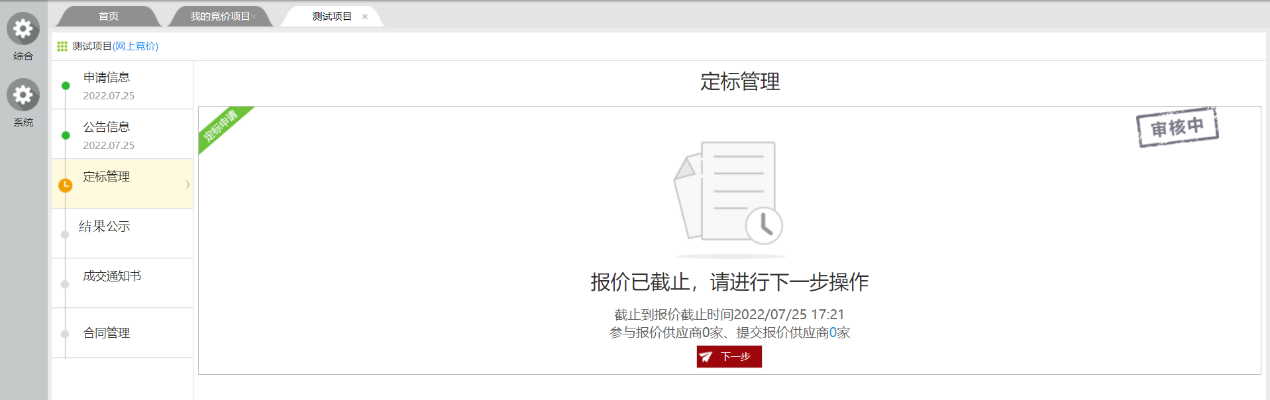 首页
我的竞价项目×
测试项目 ×
综合
系统
测试项目(网上竞价)
申请信息
2022.07.25
公告信息
2022.07.25
定标管理
结果公示
成交通知书
合同管理
定标管理
定标申请
审核中
报价已截止，请进行下一步操作
截止到报价截止时间2022/07/25 17:21
参与报价供应商0家、提交报价供应商0家
下一步